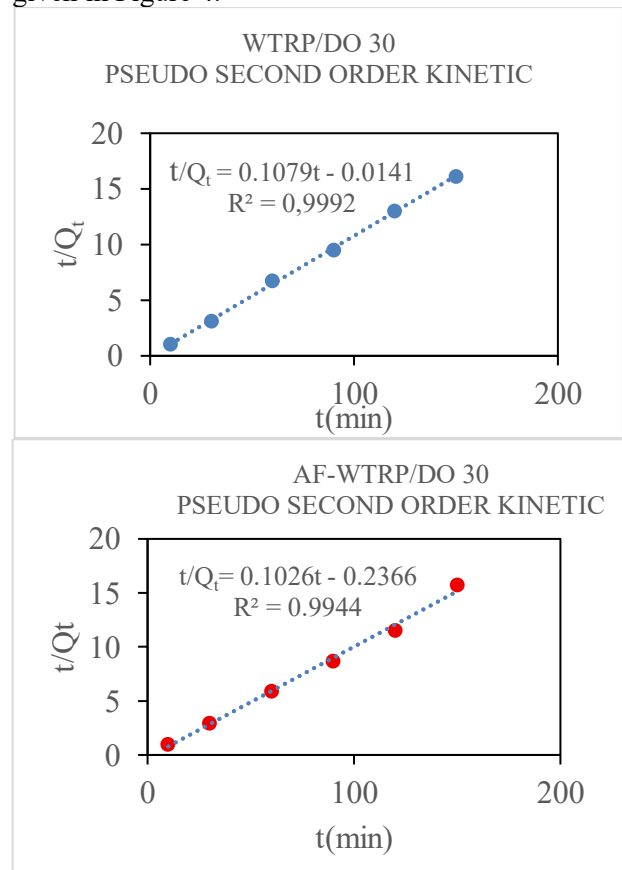 WTRP/DO 30
PSEUDO SECOND ORDER KINETIC
20
t/Qt = 0.1079t - 0.0141
R² = 0,9992
15
10
5
0
t/Qt
0 100 200
t(min)
AF-WTRP/DO 30
PSEUDO SECOND ORDER KINETIC
20
t/Qt= 0.1026t - 0.2366
R² = 0.9944
15
10
5
0
t/Qt
0 100 200
t(min)